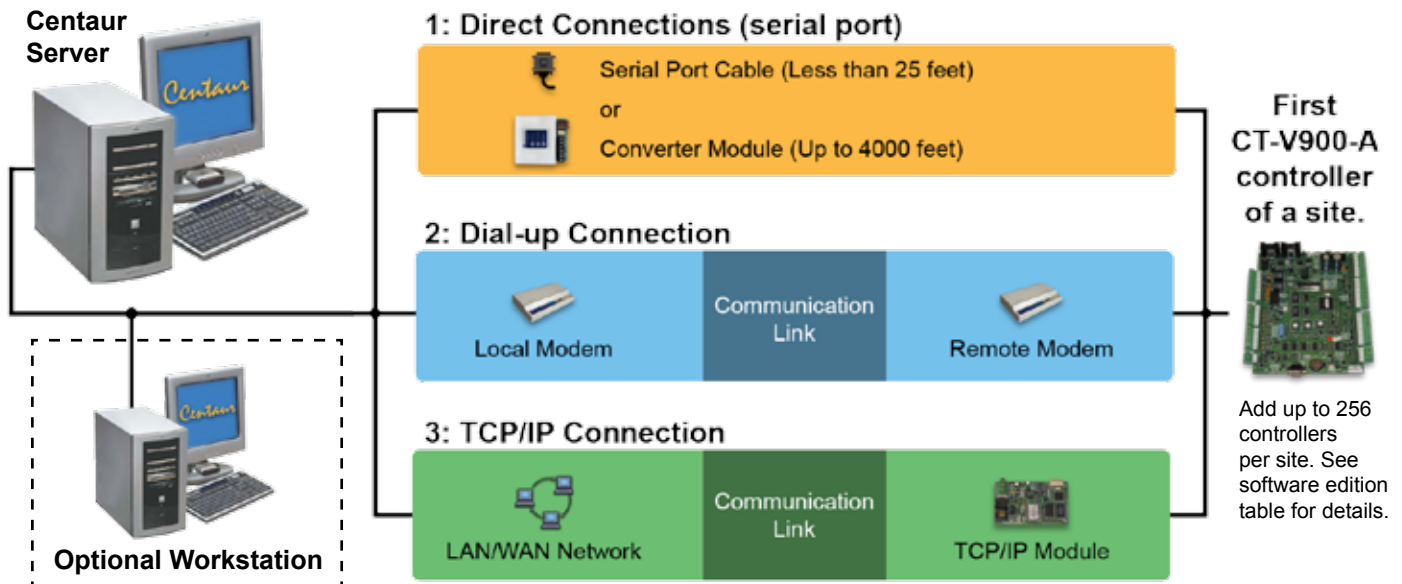 Centaur
Server
Centaur
1: Direct Connections (serial port)
Serial Port Cable (Less than 25 feet)
or
Converter Module (Up to 4000 feet)
2: Dial-up Connection
Local Modem
Communication
Link
Remote Modem
3: TCP/IP Connection
LAN/WAN Network
Communication
Link
TCP/IP Module
First
CT-V900-A
controller
of a site.
Add up to 256
controllers
per site. See
software edition
table for details.
Centaur
Optional Workstation